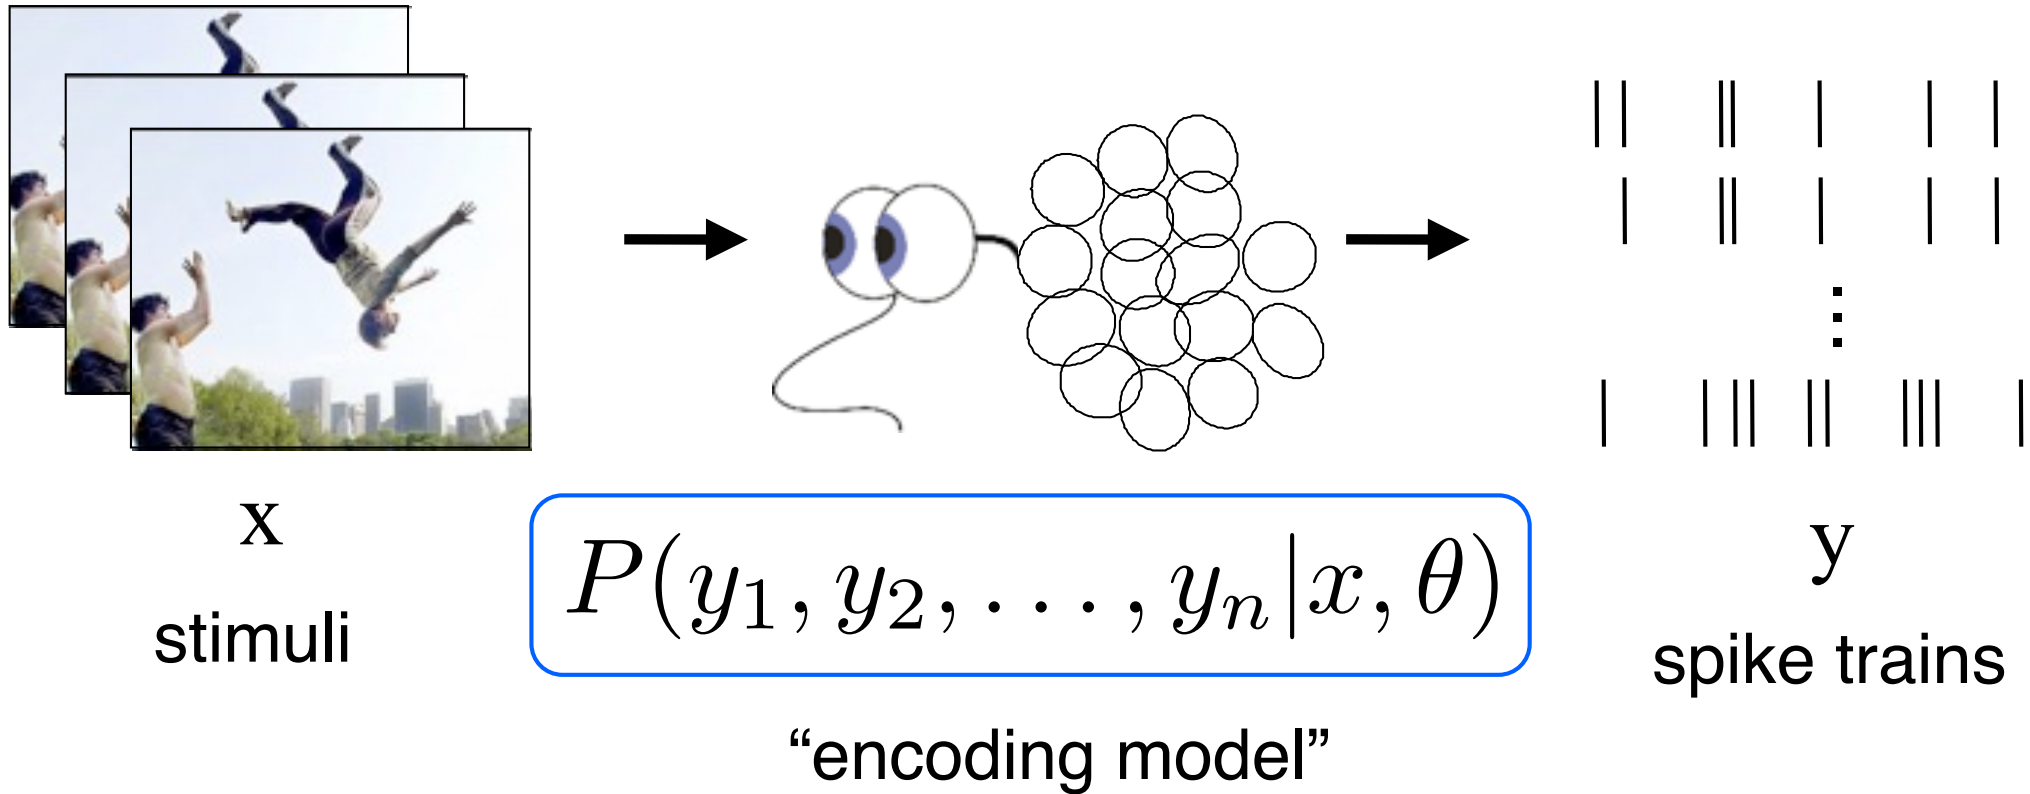 x
stimuli
P(y₁, y₂, . . . , yₙ|x, θ)
“encoding model”
y
spike trains